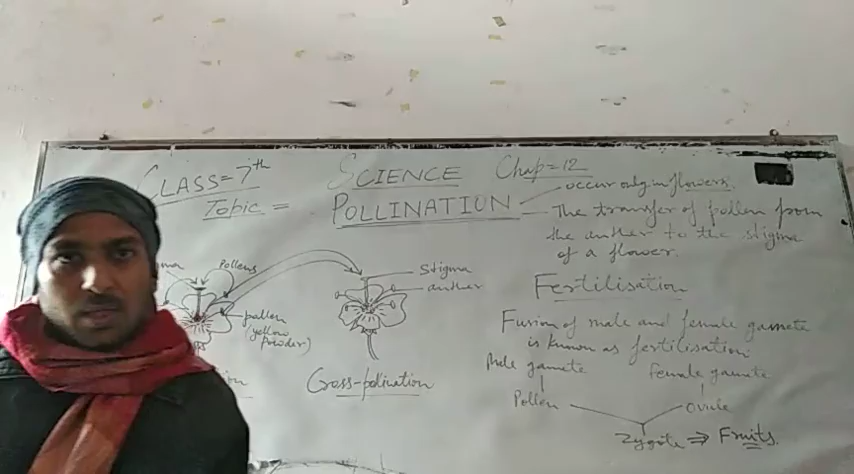 CLASS = 7th SCIENCE Chap = 12
Topic = POLLINATION
occur only in flowers.
The transfer of pollen from
the anther to the stigma
of a flower.
Pollens
pollen
(yellow
powder)
Stigma
anther
Cross-pollination
Fertilisation
Fusion of male and female gamete
is known as fertilisation.
Male gamete female gamete
Pollen Ovule
Zygote ⇒ Fruits.